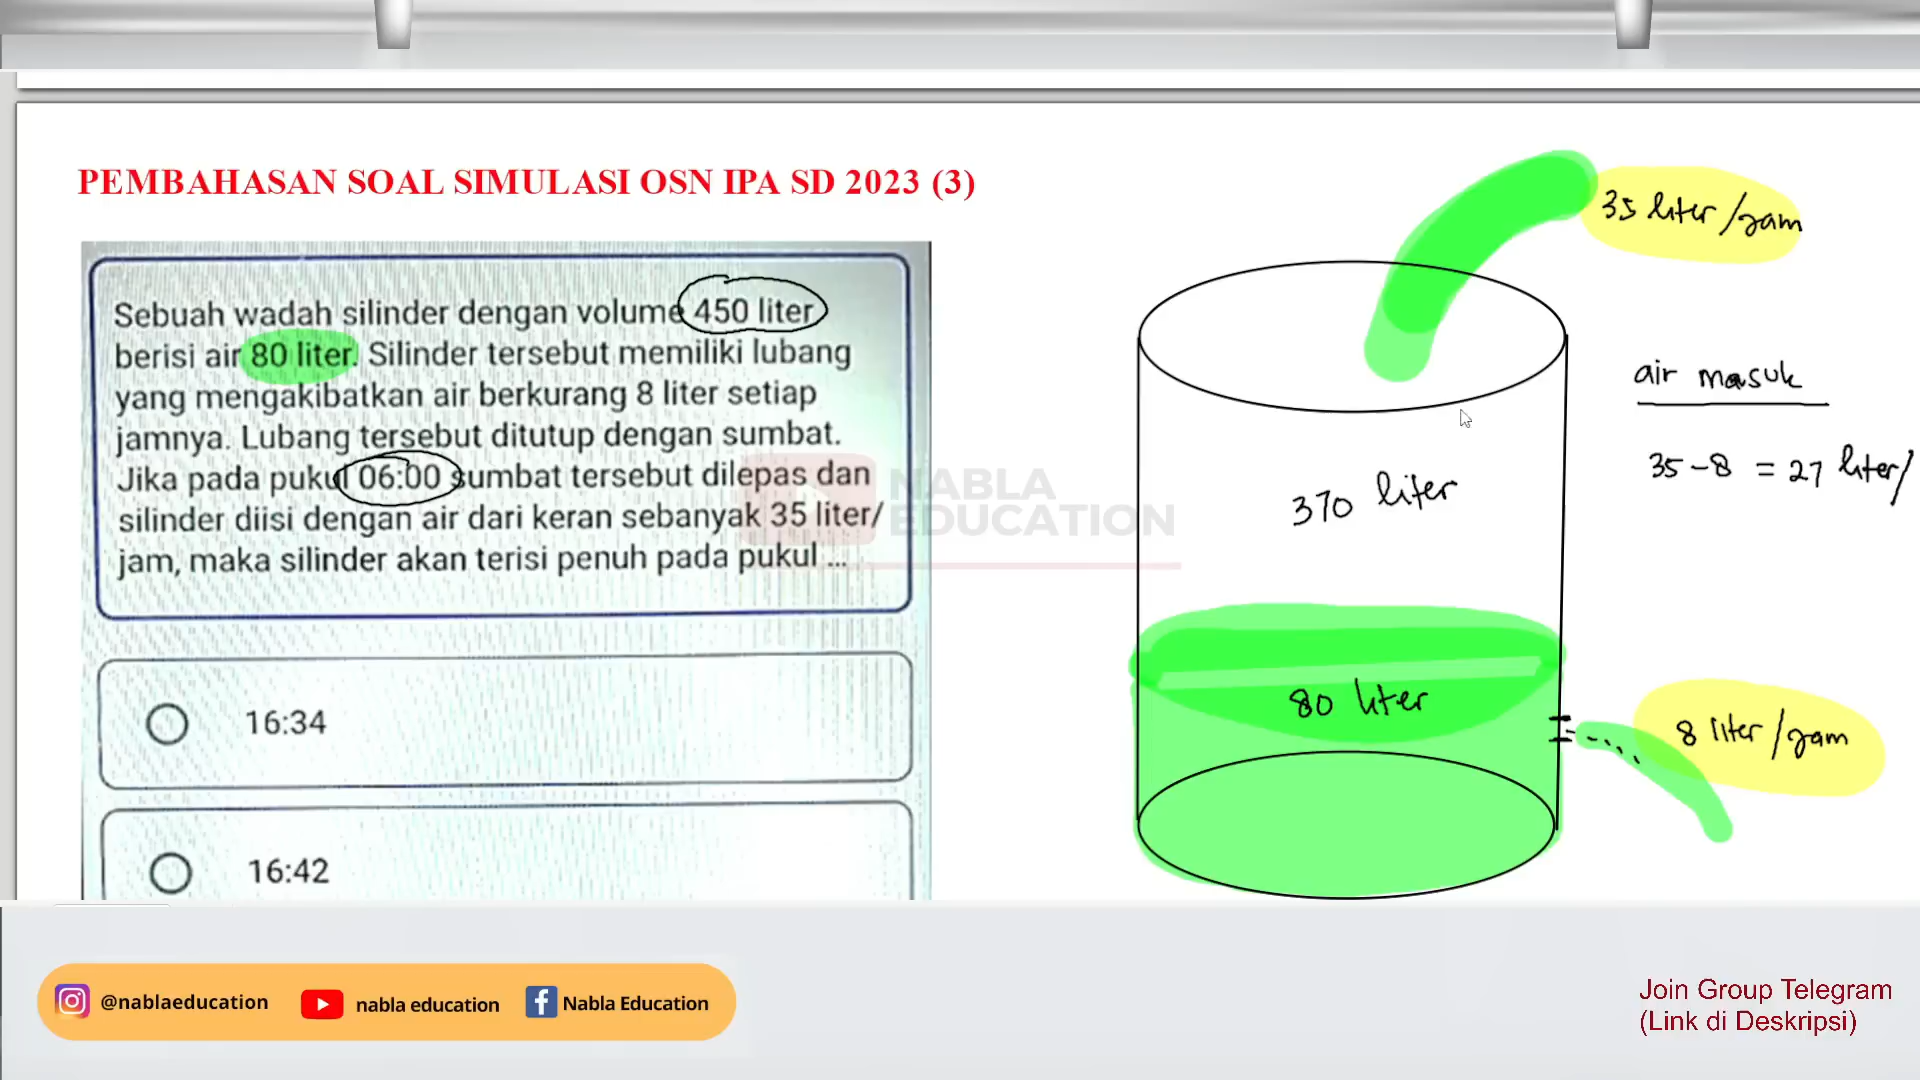 PEMBAHASAN SOAL SIMULASI OSN IPA SD 2023 (3)
Sebuah wadah silinder dengan volume 450 liter
berisi air 80 liter. Silinder tersebut memiliki lubang
yang mengakibatkan air berkurang 8 liter setiap
jamnya. Lubang tersebut ditutup dengan sumbat.
Jika pada pukul 06:00 sumbat tersebut dilepas dan
silinder diisi dengan air dari keran sebanyak 35 liter/
jam, maka silinder akan terisi penuh pada pukul ...
16:34
16:42
NABLA
EDUCATION
35 liter/jam
370 liter
80 liter
8 liter/jam
air masuk
35-8 = 27 liter/
@nablaeducation
nabla education
Nabla Education
Join Group Telegram
(Link di Deskripsi)